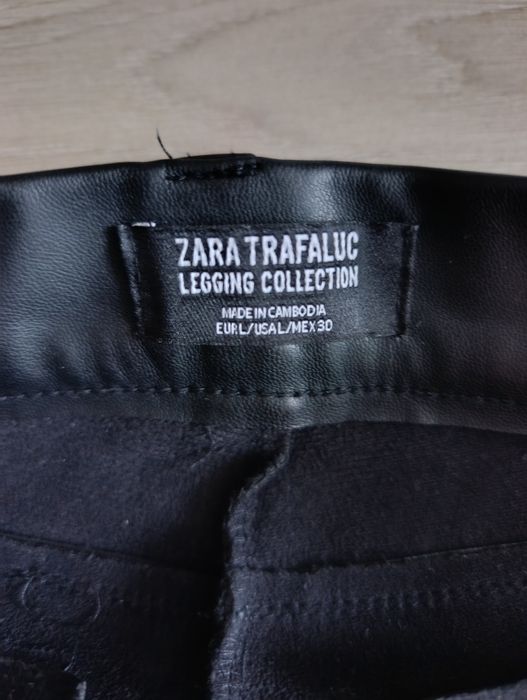 ZARA TRAFALUC
LEGGING COLLECTION
MADE IN CAMBODIA
EUR L/USA L/MEX 30